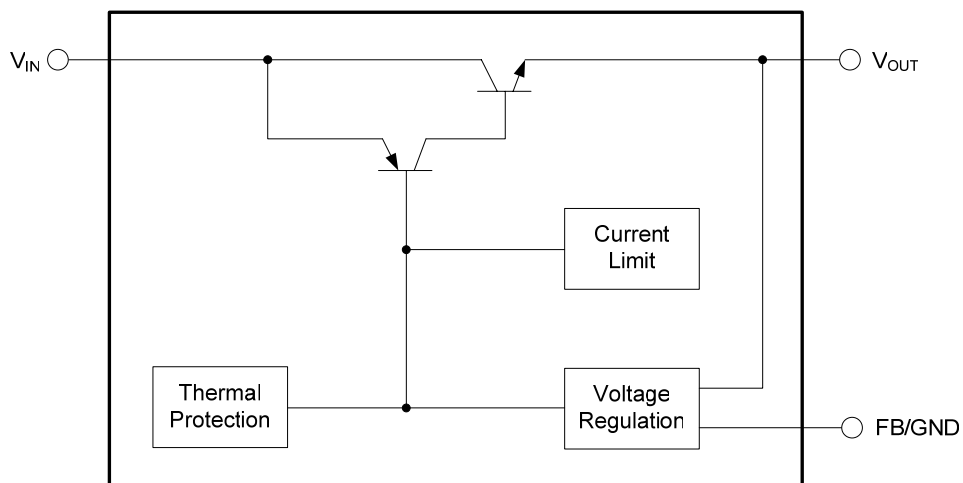 VIN
VOUT
Current
Limit
Thermal
Protection
Voltage
Regulation
FB/GND